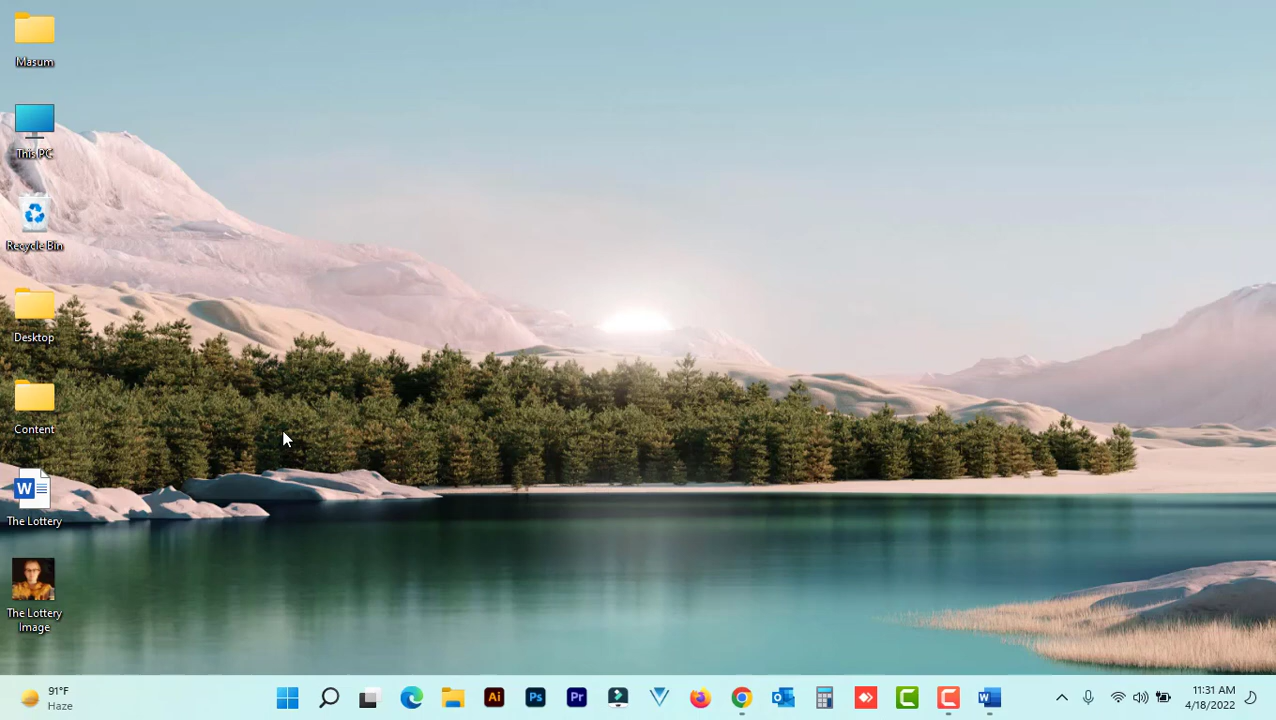 Masum
This PC
Recycle Bin
Desktop
Content
W
The Lottery
The Lottery
Image
91°F
Haze
Ai
Ps
Pr
W
11:31 AM
4/18/2022